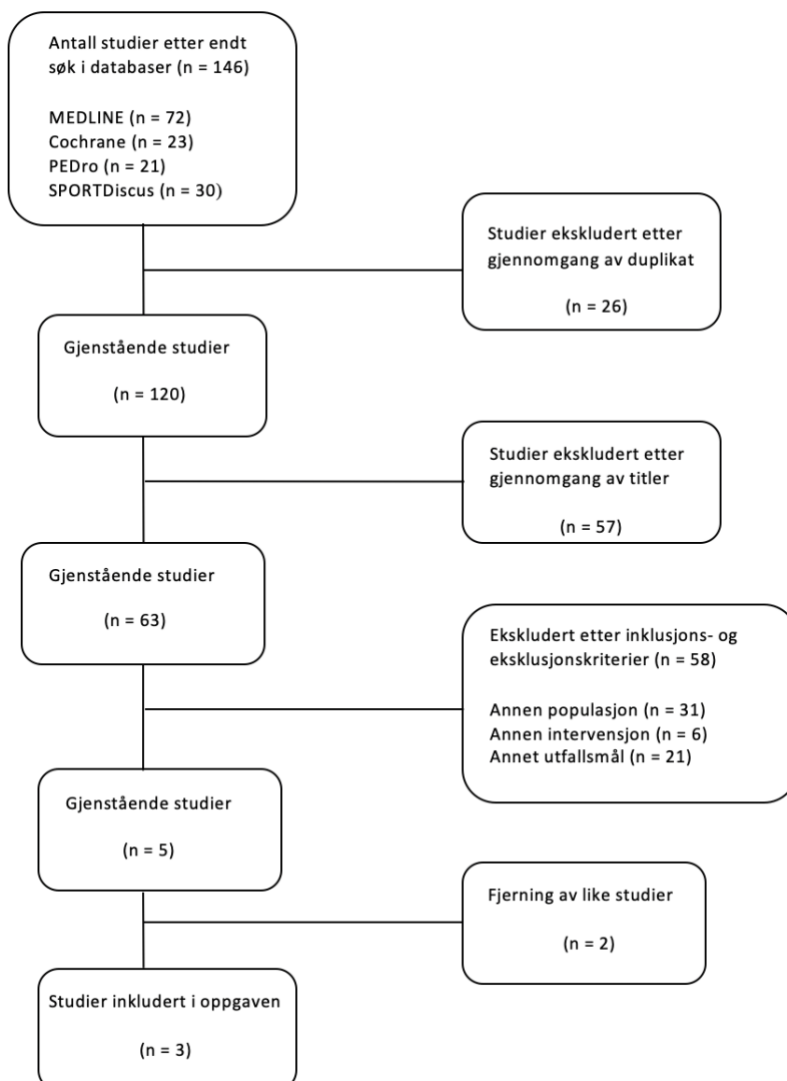 Antall studier etter endt
søk i databaser (n = 146)
MEDLINE (n = 72)
Cochrane (n = 23)
PEDro (n = 21)
SPORTDiscus (n = 30)
Studier ekskludert etter
gjennomgang av duplikat
(n = 26)
Gjenstående studier
(n = 120)
Studier ekskludert etter
gjennomgang av titler
(n = 57)
Gjenstående studier
(n = 63)
Ekskludert etter inklusjons- og
eksklusjonskriterier (n = 58)
Annen populasjon (n = 31)
Annen intervensjon (n = 6)
Annet utfallsmål (n = 21)
Gjenstående studier
(n = 5)
Fjerning av like studier
(n = 2)
Studier inkludert i oppgaven
(n = 3)